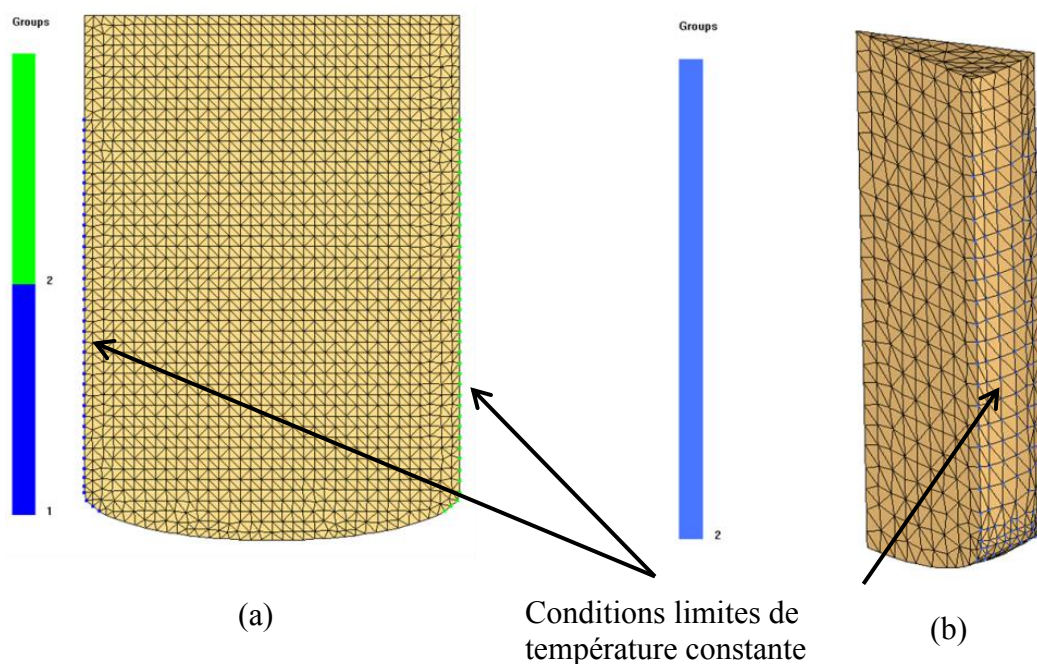 Groups
2
1
(a)
Groups
2
(b)
Conditions limites de
température constante